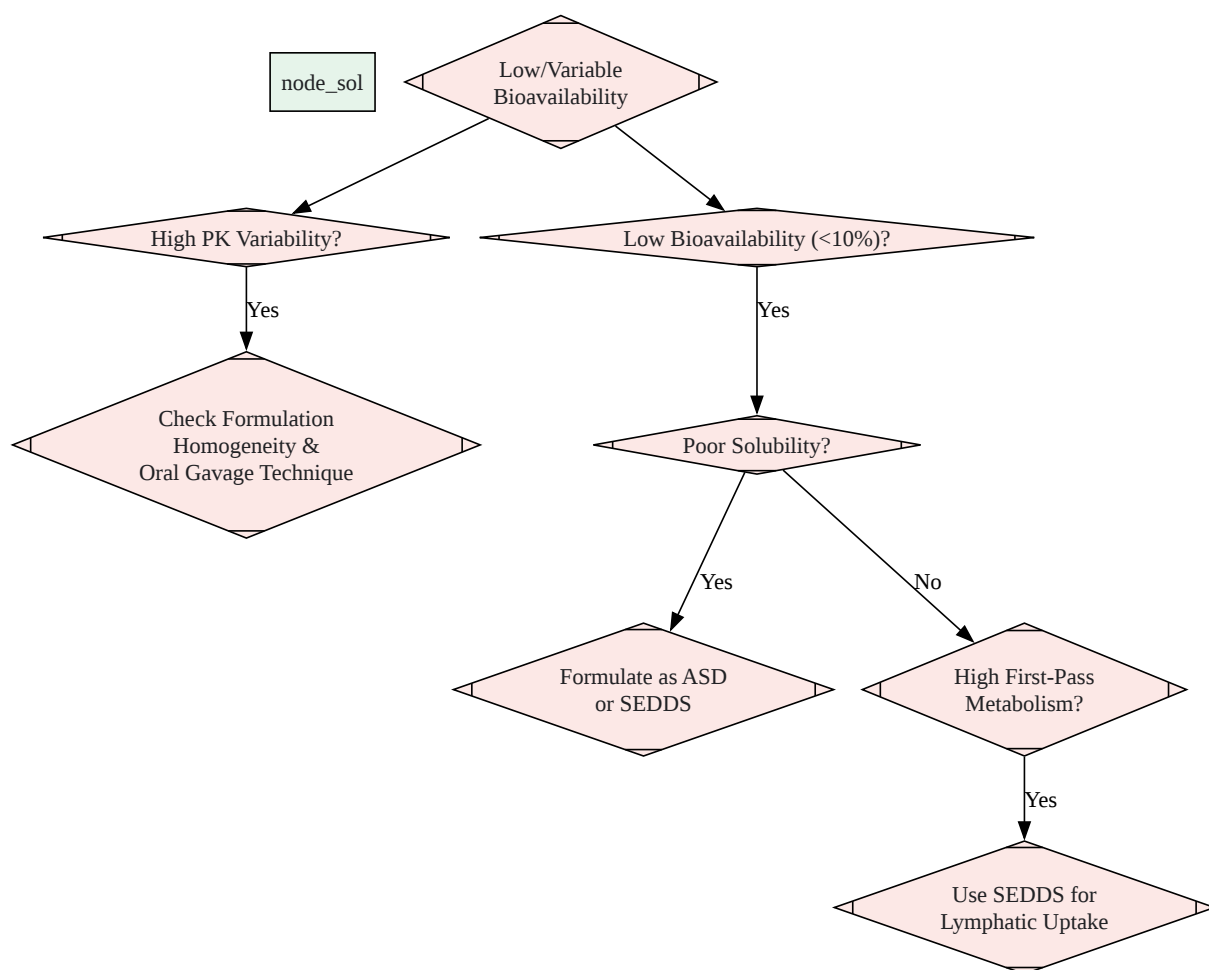 node_sol
Low/Variable
Bioavailability
High PK Variability?
Low Bioavailability (<10%)?
Yes
Yes
Check Formulation
Homogeneity &
Oral Gavage Technique
Poor Solubility?
Yes
No
Formulate as ASD
or SEDDS
High First-Pass
Metabolism?
Yes
Use SEDDS for
Lymphatic Uptake